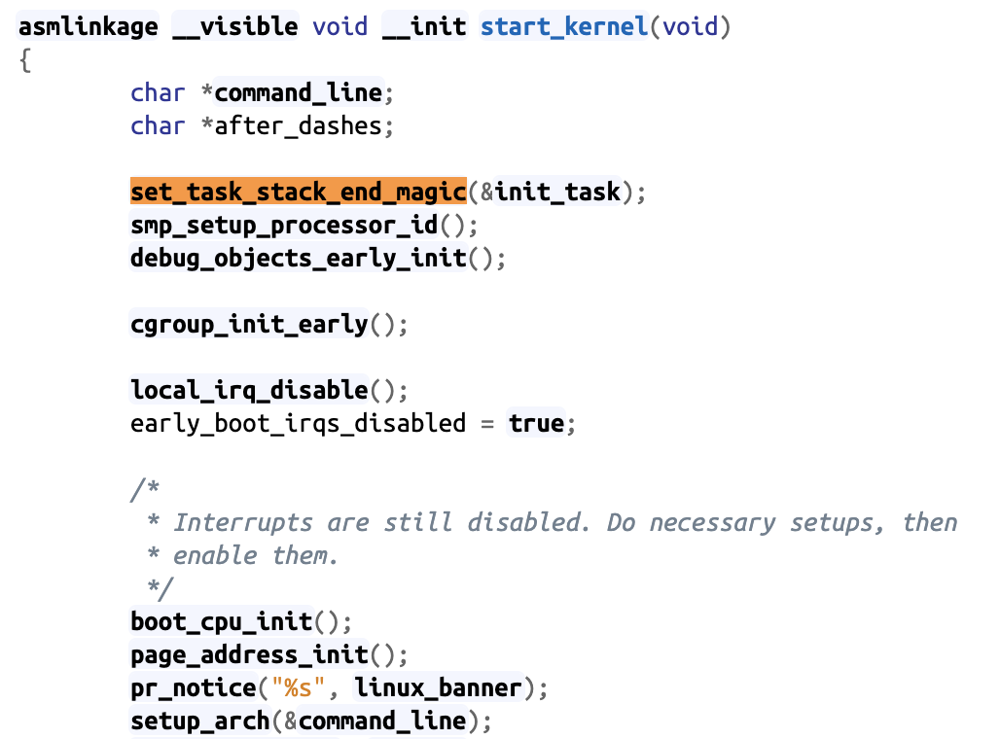 asmlinkage __visible void __init start_kernel(void)
{
char *command_line;
char *after_dashes;
set_task_stack_end_magic(&init_task);
smp_setup_processor_id();
debug_objects_early_init();
cgroup_init_early();
local_irq_disable();
early_boot_irqs_disabled = true;
/*
* Interrupts are still disabled. Do necessary setups, then
* enable them.
*/
boot_cpu_init();
page_address_init();
pr_notice("%s", linux_banner);
setup_arch(&command_line);